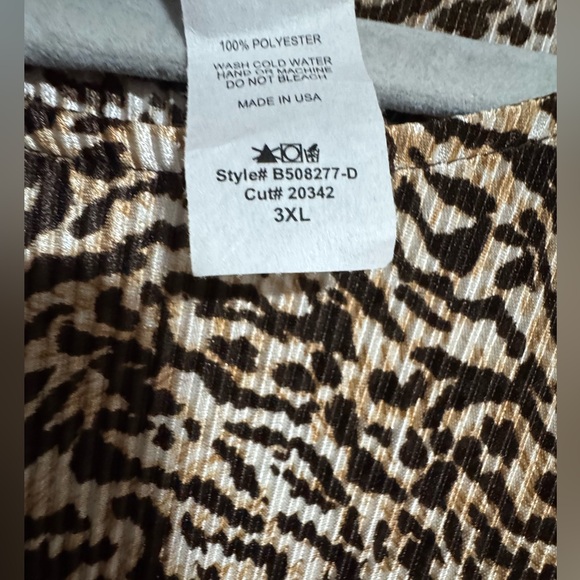 100% POLYESTER
WASH COLD WATER
HAND OR MACHINE
DO NOT BLEACH
MADE IN USA
Style# B508277-D
Cut# 20342
3XL